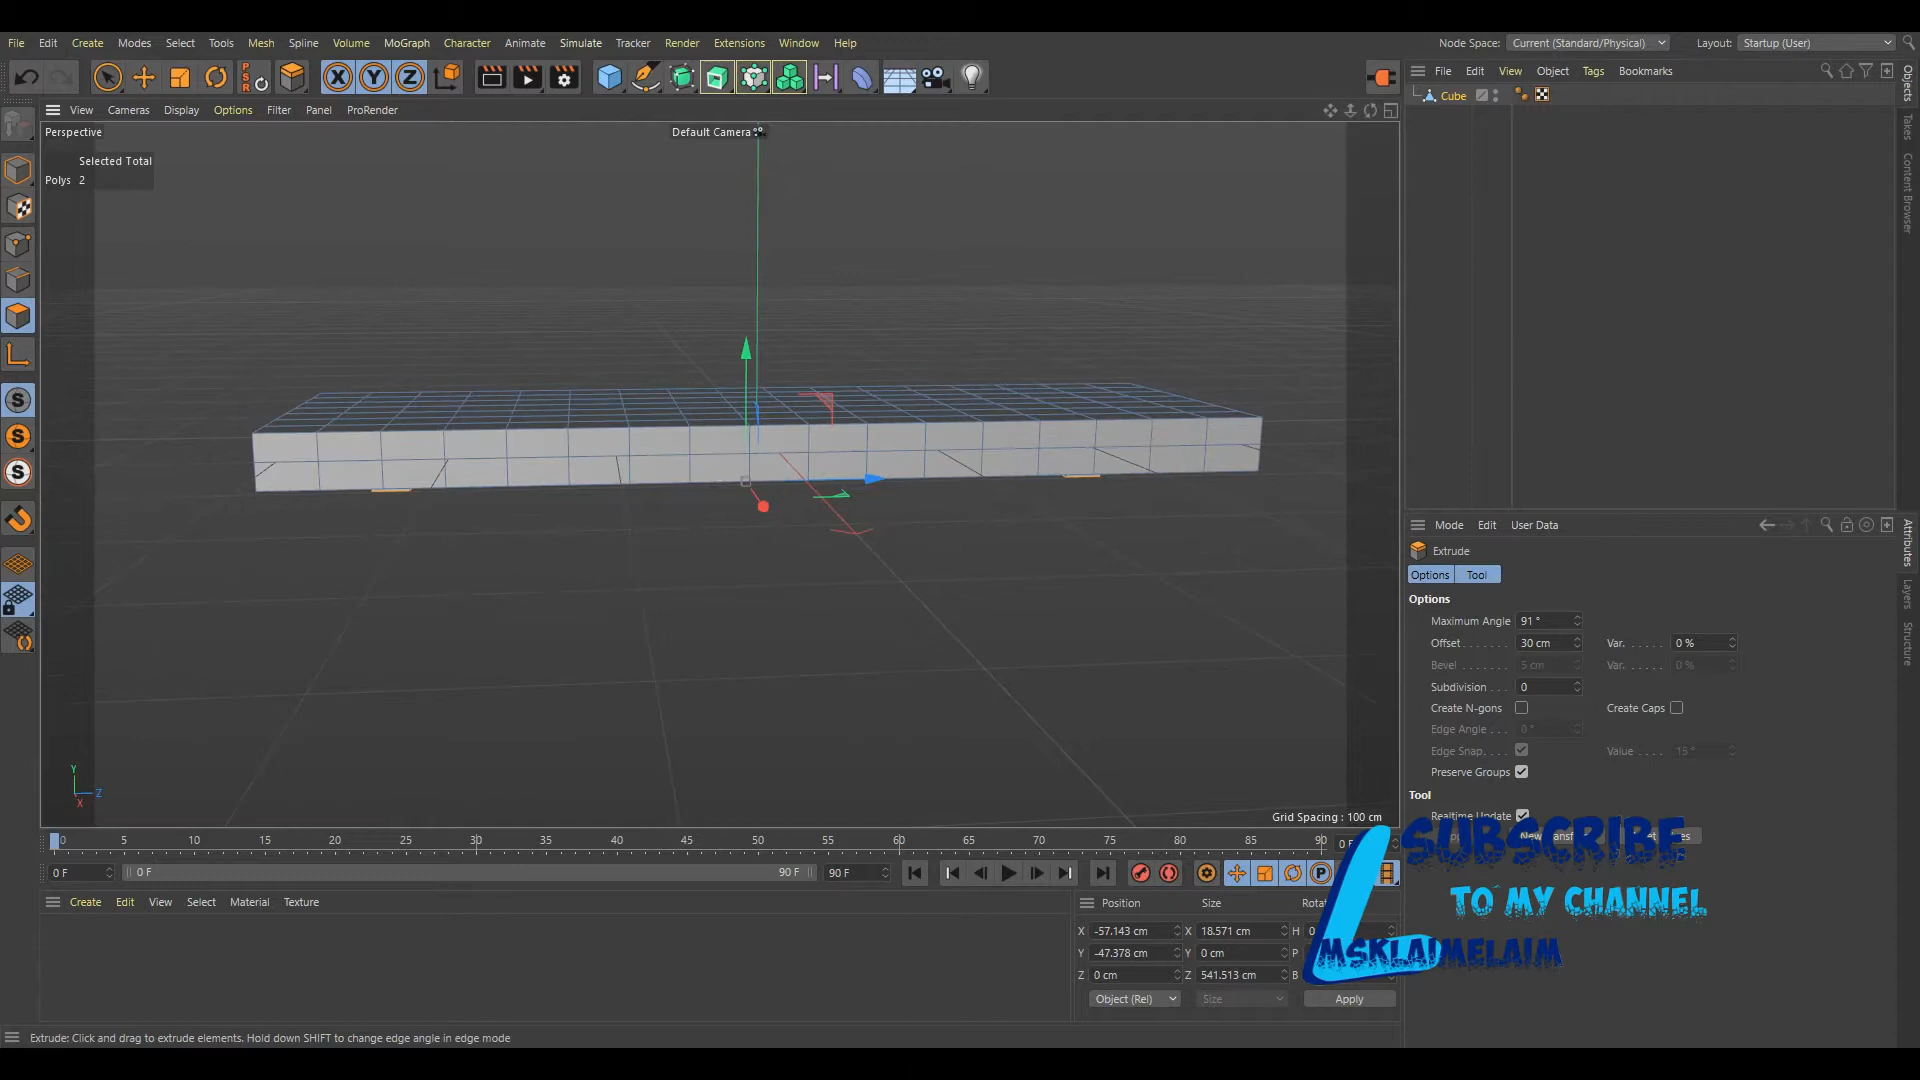 File Edit Create Modes Select Tools Mesh Spline Volume MoGraph Character Animate Simulate Tracker Render Extensions Window Help
Node Space: Current (Standard/Physical) Layout: Startup (User)
PSR X Y Z
File Edit View Object Tags Bookmarks
View Cameras Display Options Filter Panel ProRender
Cube
Perspective
Default Camera
Selected Total
Polys 2
Objects
Takes
Content Browser
S
S
S
Mode Edit User Data
Extrude
Options Tool
Options
Maximum Angle 91 °
Offset 30 cm Var. 0 %
Bevel 5 cm Var. 0 %
Subdivision 0
Create N-gons Create Caps
Edge Angle 0 °
Edge Snap Value 15 °
Preserve Groups
Tool
Realtime Update
Attributes
Layers
Structure
Y
Z
X
Grid Spacing : 100 cm
0 5 10 15 20 25 30 35 40 45 50 55 60 65 70 75 80 85 90 0 F
0 F 0 F 90 F 90 F P
SUBSCRIBE
TO MY CHANNEL
MSKLAIMELAIM
Create Edit View Select Material Texture
Position Size
X -57.143 cm X 18.571 cm H 0
Y -47.378 cm Y 0 cm P
Z 0 cm Z 541.513 cm B
Object (Rel) Size Apply
Extrude: Click and drag to extrude elements. Hold down SHIFT to change edge angle in edge mode